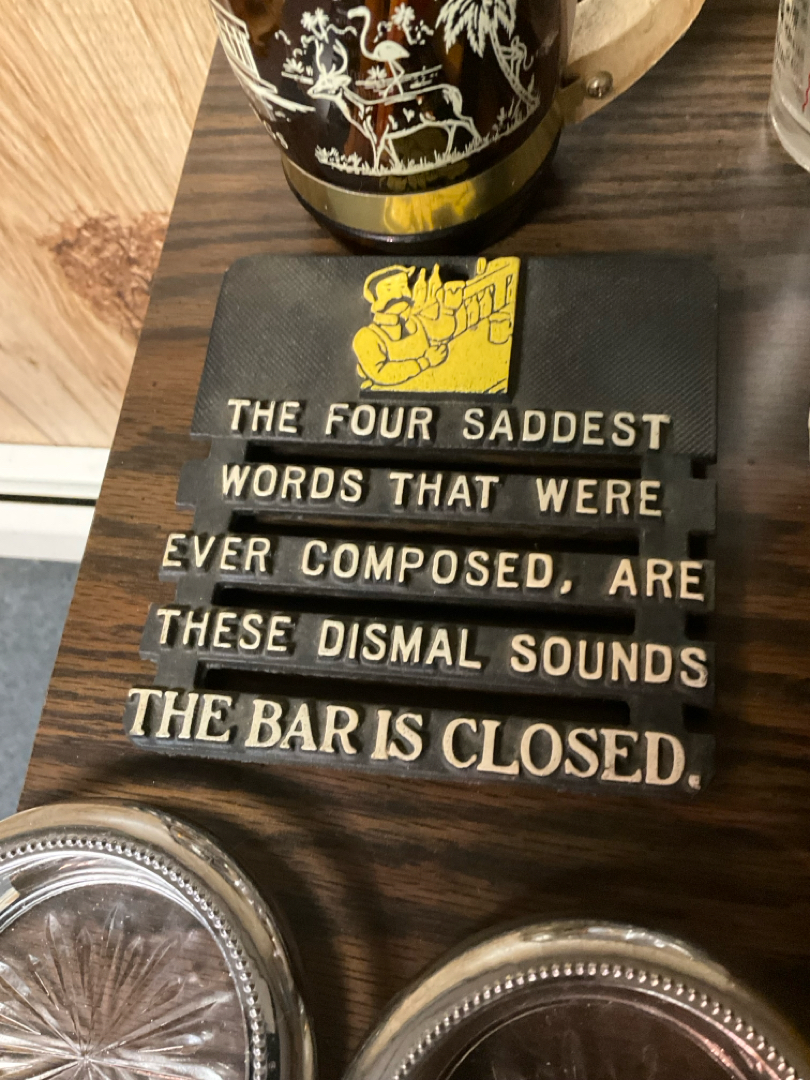 THE FOUR SADDEST
WORDS THAT WERE
EVER COMPOSED, ARE
THESE DISMAL SOUNDS
THE BAR IS CLOSED.